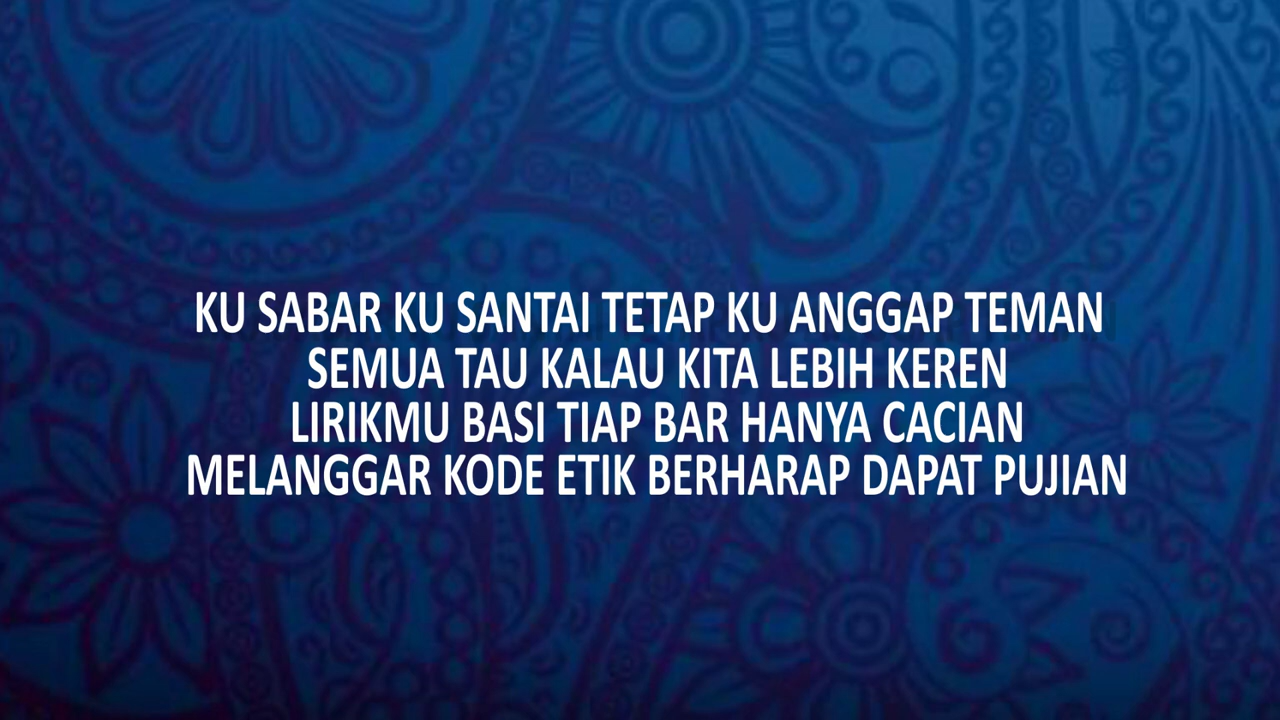 KU SABAR KU SANTAI TETAP KU ANGGAP TEMAN
SEMUA TAU KALAU KITA LEBIH KEREN
LIRIKMU BASI TIAP BAR HANYA CACIAN
MELANGGAR KODE ETIK BERHARAP DAPAT PUJIAN